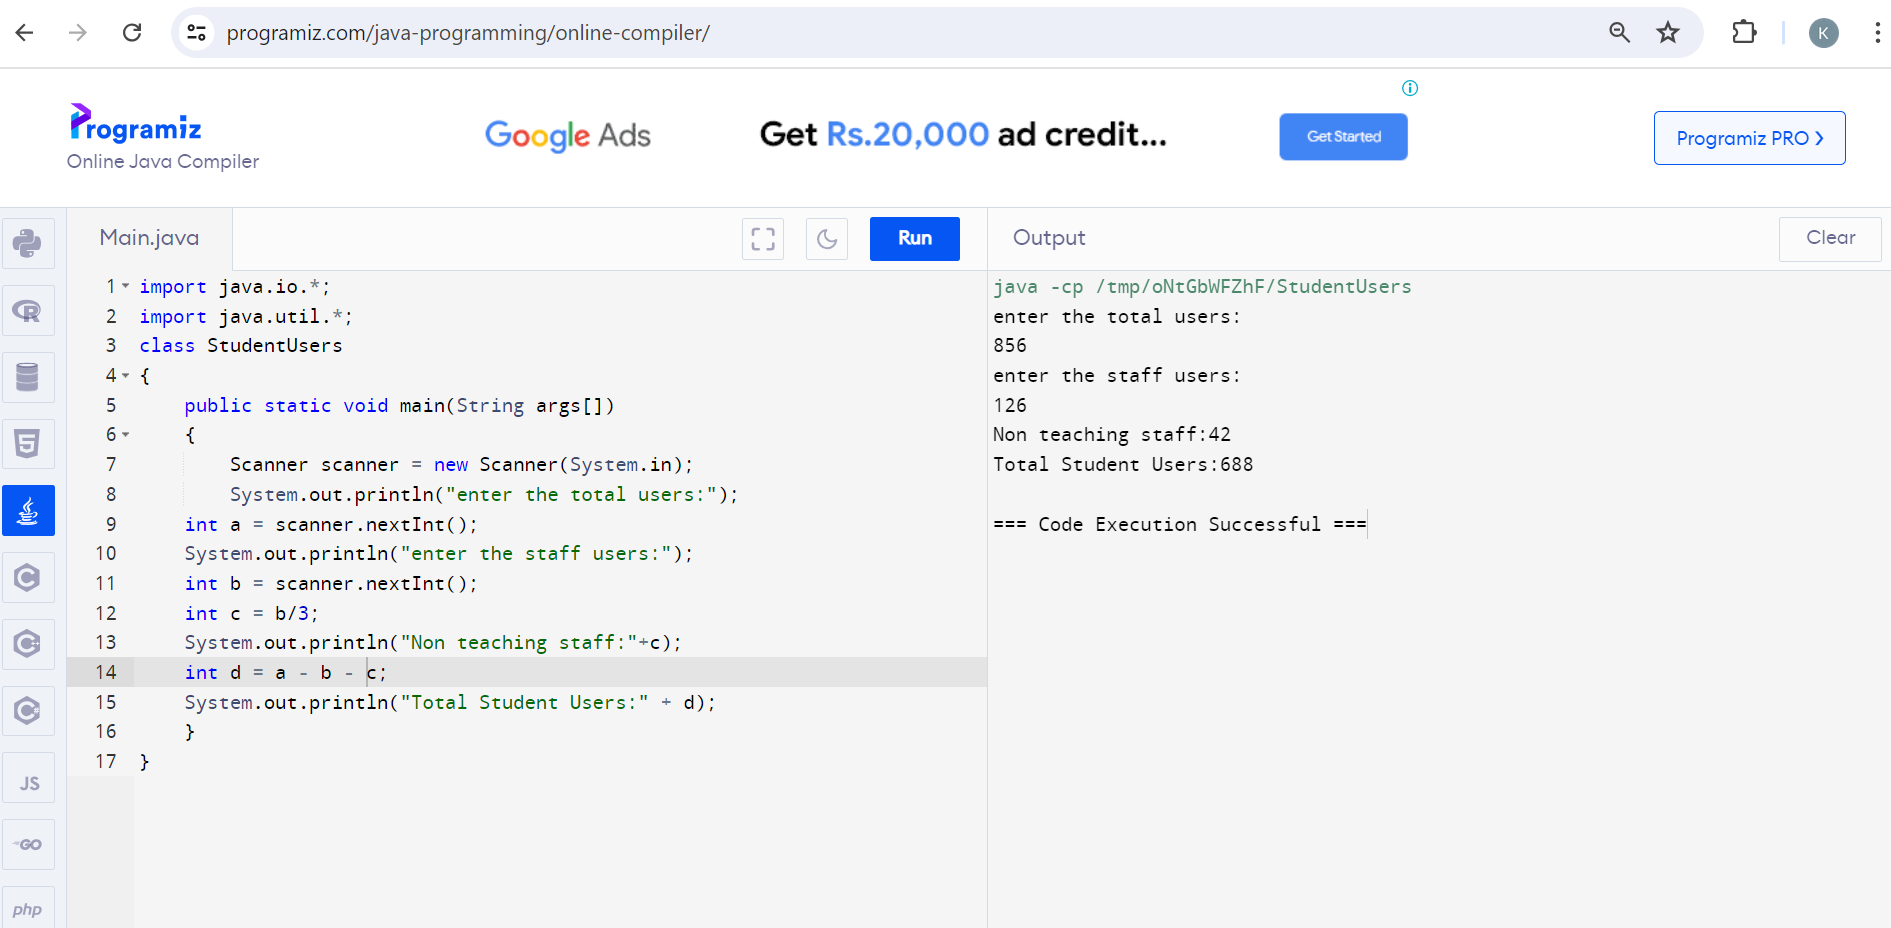 programiz.com/java-programming/online-compiler/
K
Programiz
Online Java Compiler
Google Ads
Get Rs.20,000 ad credit...
Get Started
Programiz PRO
Main.java
Run
Output
Clear
1 import java.io.*;
2 import java.util.*;
3 class StudentUsers
4 {
5 public static void main(String args[])
6 {
7 Scanner scanner = new Scanner(System.in);
8 System.out.println("enter the total users:");
9 int a = scanner.nextInt();
10 System.out.println("enter the staff users:");
11 int b = scanner.nextInt();
12 int c = b/3;
13 System.out.println("Non teaching staff:"+c);
14 int d = a - b - c;
15 System.out.println("Total Student Users:" + d);
16 }
17 }
java -cp /tmp/oNtGbWFZhF/StudentUsers
enter the total users:
856
enter the staff users:
126
Non teaching staff:42
Total Student Users:688
=== Code Execution Successful ===
R
5
C
C++
C#
JS
GO
php